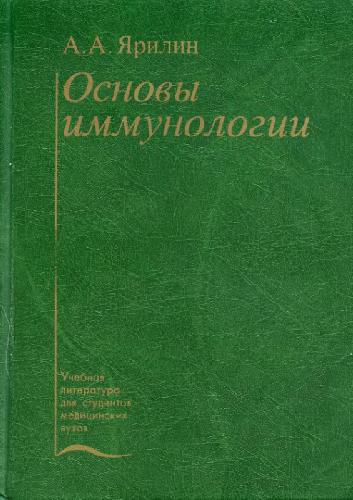 А. А. Ярилин
Основы
иммунологии
Учебная
литература
для студентов
медицинских
вузов